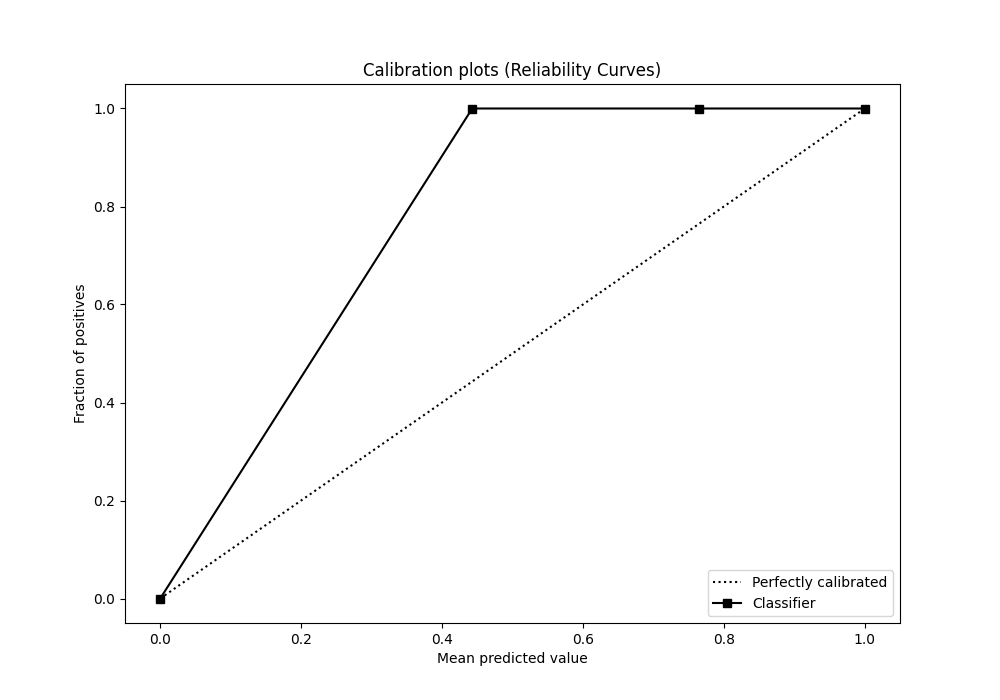 Calibration plots (Reliability Curves)
Fraction of positives
1.0
0.8
0.6
0.4
0.2
0.0
0.0 0.2 0.4 0.6 0.8 1.0
Mean predicted value
Perfectly calibrated
Classifier